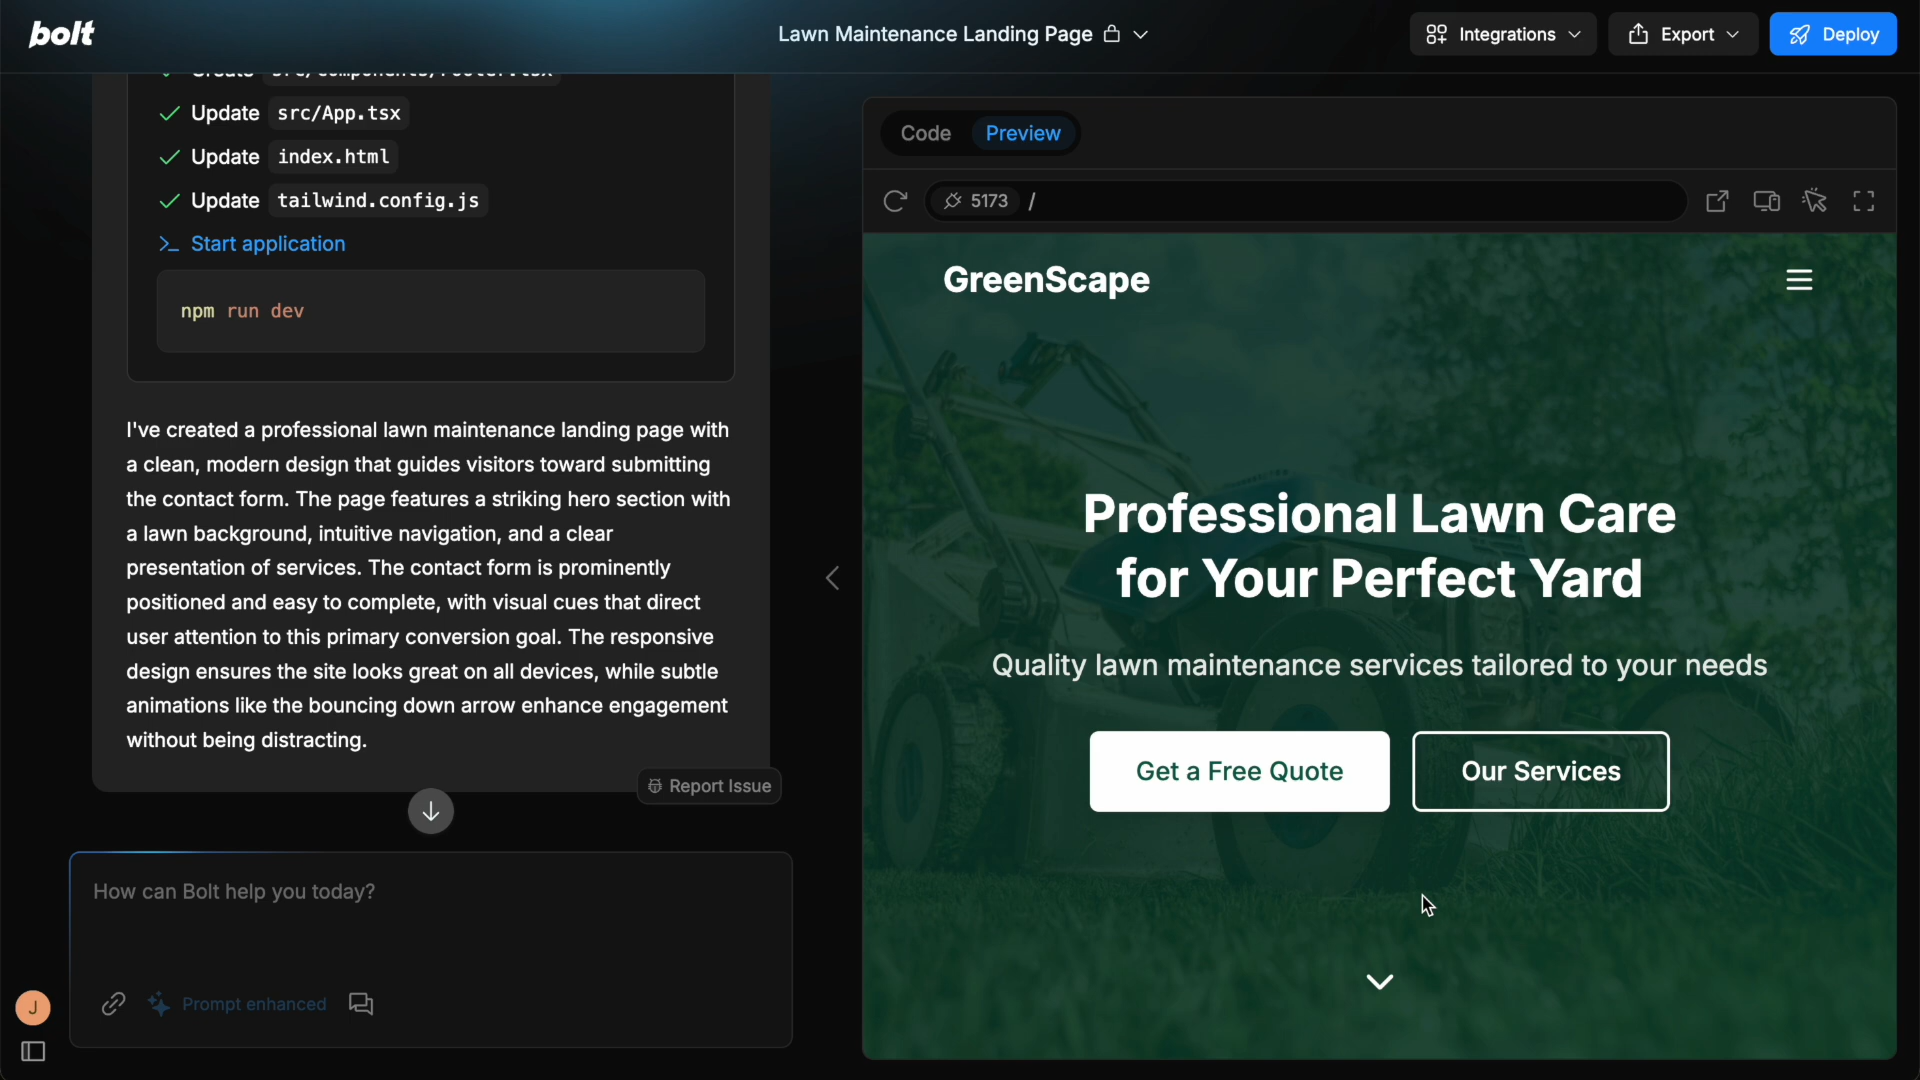 bolt
Lawn Maintenance Landing Page
Integrations
Export
Deploy
Create src/components/Footer.tsx
Update src/App.tsx
Update index.html
Update tailwind.config.js
Start application
npm run dev
I've created a professional lawn maintenance landing page with
a clean, modern design that guides visitors toward submitting
the contact form. The page features a striking hero section with
a lawn background, intuitive navigation, and a clear
presentation of services. The contact form is prominently
positioned and easy to complete, with visual cues that direct
user attention to this primary conversion goal. The responsive
design ensures the site looks great on all devices, while subtle
animations like the bouncing down arrow enhance engagement
without being distracting.
Report Issue
How can Bolt help you today?
Prompt enhanced
J
Code Preview
5173 /
GreenScape
Professional Lawn Care
for Your Perfect Yard
Quality lawn maintenance services tailored to your needs
Get a Free Quote
Our Services